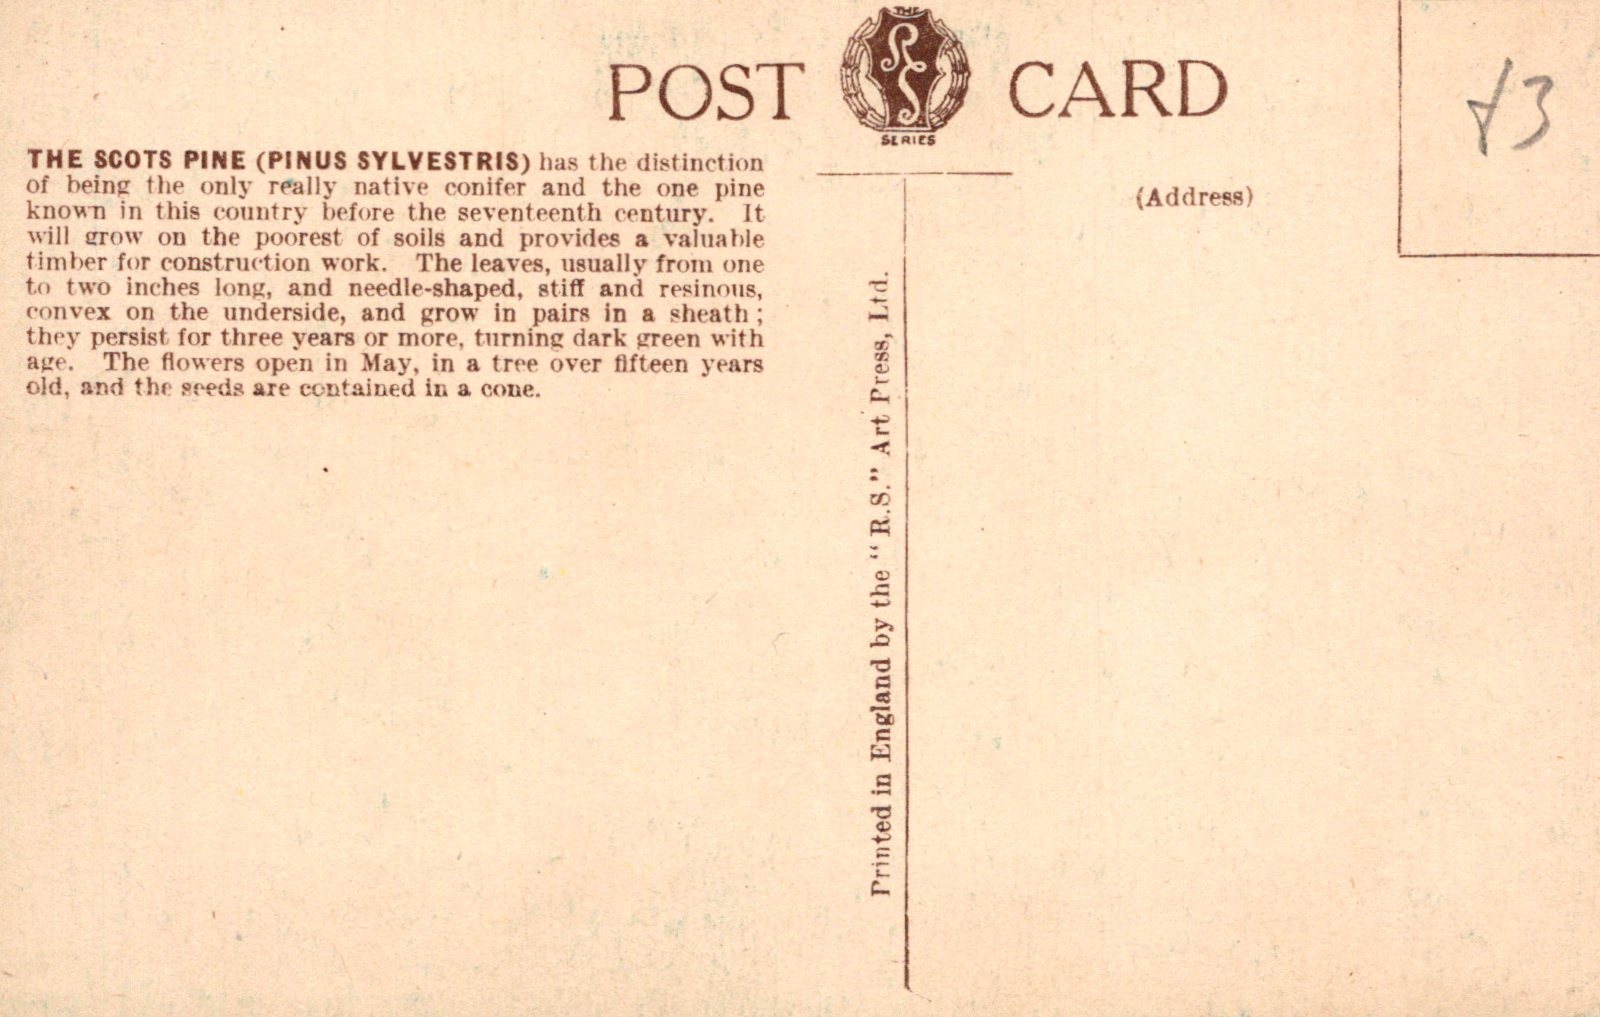 POST CARD
THE
RS
SERIES
£3
THE SCOTS PINE (PINUS SYLVESTRIS) has the distinction
of being the only really native conifer and the one pine
known in this country before the seventeenth century. It
will grow on the poorest of soils and provides a valuable
timber for construction work. The leaves, usually from one
to two inches long, and needle-shaped, stiff and resinous,
convex on the underside, and grow in pairs in a sheath ;
they persist for three years or more, turning dark green with
age. The flowers open in May, in a tree over fifteen years
old, and the seeds are contained in a cone.
(Address)
Printed in England by the "R.S." Art Press, Ltd.